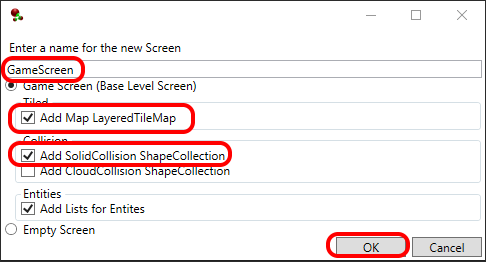 Enter a name for the new Screen
GameScreen
Game Screen (Base Level Screen)
Tiled
Add Map LayeredTileMap
Collision
Add SolidCollision ShapeCollection
Add CloudCollision ShapeCollection
Entities
Add Lists for Entites
Empty Screen
OK Cancel